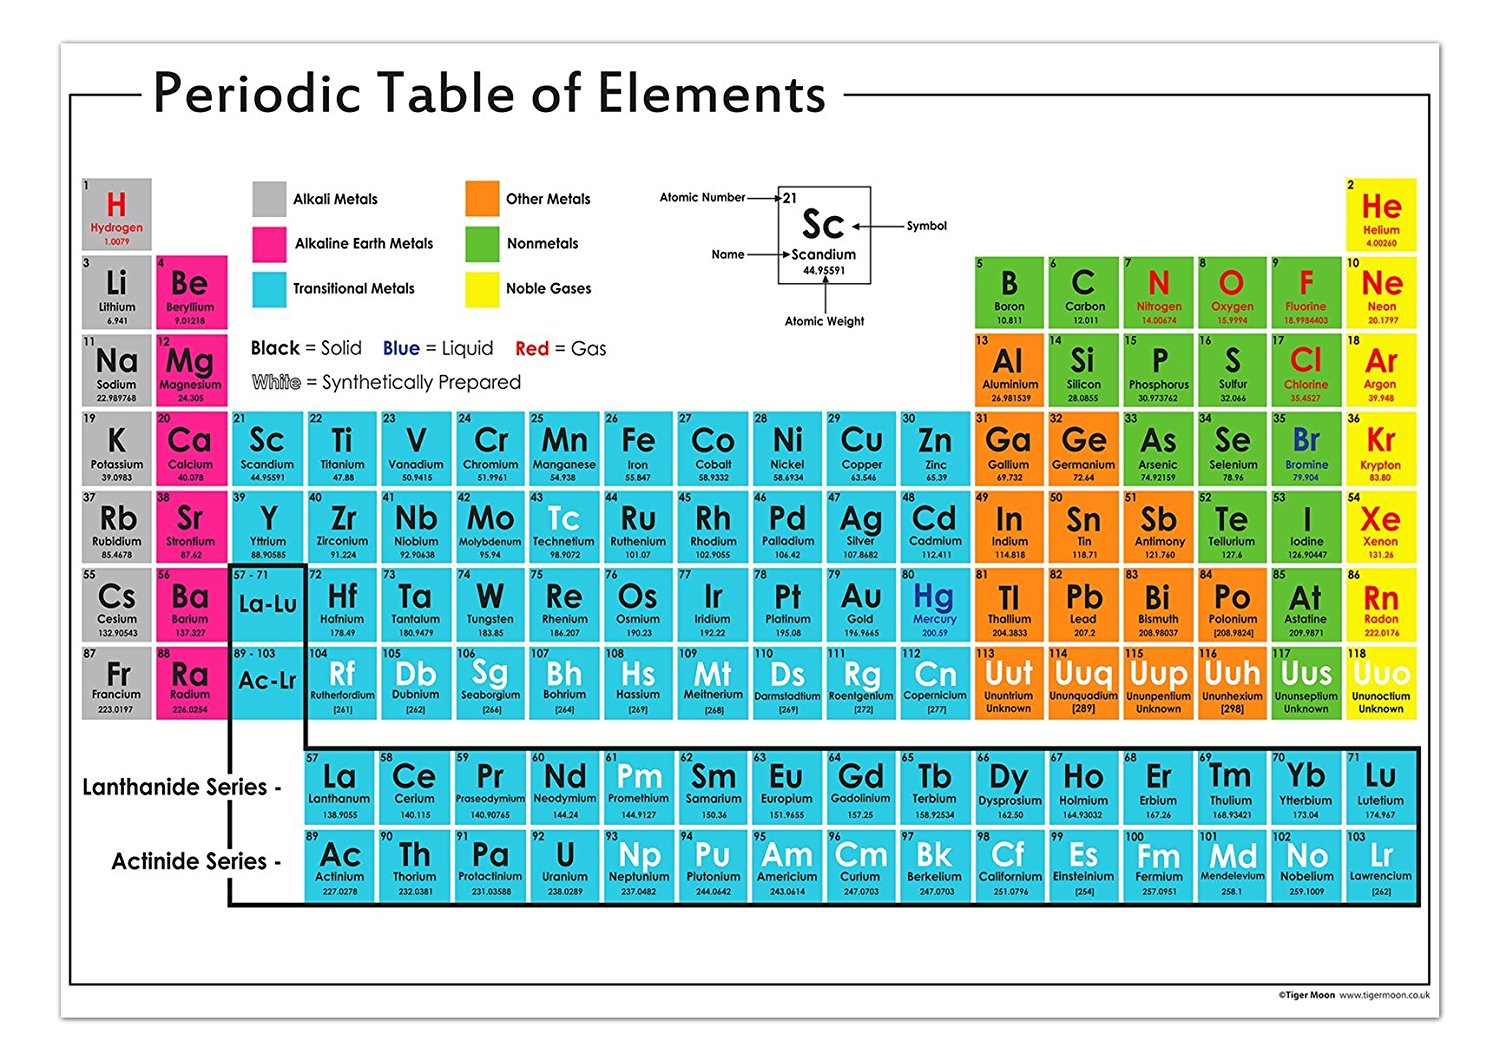 Periodic Table of Elements
1 H Hydrogen 1.0079
Alkali Metals
Alkaline Earth Metals
Transitional Metals
Other Metals
Nonmetals
Noble Gases
Black = Solid Blue = Liquid Red = Gas
White = Synthetically Prepared
Atomic Number
21
Sc
Symbol
Name
Scandium
44.95591
Atomic Weight
2 He Helium 4.00260
3 Li Lithium 6.941
4 Be Beryllium 9.01218
5 B Boron 10.811
6 C Carbon 12.011
7 N Nitrogen 14.00674
8 O Oxygen 15.9994
9 F Fluorine 18.9984403
10 Ne Neon 20.1797
11 Na Sodium 22.989768
12 Mg Magnesium 24.305
13 Al Aluminium 26.981539
14 Si Silicon 28.0855
15 P Phosphorus 30.973762
16 S Sulfur 32.066
17 Cl Chlorine 35.4527
18 Ar Argon 39.948
19 K Potassium 39.0983
20 Ca Calcium 40.078
21 Sc Scandium 44.95591
22 Ti Titanium 47.88
23 V Vanadium 50.9415
24 Cr Chromium 51.9961
25 Mn Manganese 54.938
26 Fe Iron 55.847
27 Co Cobalt 58.9332
28 Ni Nickel 58.6934
29 Cu Copper 63.546
30 Zn Zinc 65.39
31 Ga Gallium 69.732
32 Ge Germanium 72.64
33 As Arsenic 74.92159
34 Se Selenium 78.96
35 Br Bromine 79.904
36 Kr Krypton 83.80
37 Rb Rubidium 85.4678
38 Sr Strontium 87.62
39 Y Yttrium 88.90585
40 Zr Zirconium 91.224
41 Nb Niobium 92.90638
42 Mo Molybdenum 95.94
43 Tc Technetium 98.9072
44 Ru Ruthenium 101.07
45 Rh Rhodium 102.9055
46 Pd Palladium 106.42
47 Ag Silver 107.8682
48 Cd Cadmium 112.411
49 In Indium 114.818
50 Sn Tin 118.71
51 Sb Antimony 121.760
52 Te Tellurium 127.6
53 I Iodine 126.90447
54 Xe Xenon 131.26
55 Cs Cesium 132.90543
56 Ba Barium 137.327
57 - 71 La-Lu
72 Hf Hafnium 178.49
73 Ta Tantalum 180.9479
74 W Tungsten 183.85
75 Re Rhenium 186.207
76 Os Osmium 190.23
77 Ir Iridium 192.22
78 Pt Platinum 195.08
79 Au Gold 196.9665
80 Hg Mercury 200.59
81 Tl Thallium 204.3833
82 Pb Lead 207.2
83 Bi Bismuth 208.98037
84 Po Polonium [208.9824]
85 At Astatine 209.9871
86 Rn Radon 222.0176
87 Fr Francium 223.0197
88 Ra Radium 226.0254
89 - 103 Ac-Lr
104 Rf Rutherfordium [261]
105 Db Dubnium [262]
106 Sg Seaborgium [266]
107 Bh Bohrium [264]
108 Hs Hassium [269]
109 Mt Meitnerium [268]
110 Ds Darmstadtium [269]
111 Rg Roentgenium [272]
112 Cn Copernicium [277]
113 Uut Ununtrium Unknown
114 Uuq Ununquadium [289]
115 Uup Ununpentium Unknown
116 Uuh Ununhexium [298]
117 Uus Ununseptium Unknown
118 Uuo Ununoctium Unknown
Lanthanide Series -
57 La Lanthanum 138.9055
58 Ce Cerium 140.115
59 Pr Praseodymium 140.90765
60 Nd Neodymium 144.24
61 Pm Promethium 144.9127
62 Sm Samarium 150.36
63 Eu Europium 151.9655
64 Gd Gadolinium 157.25
65 Tb Terbium 158.92534
66 Dy Dysprosium 162.50
67 Ho Holmium 164.93032
68 Er Erbium 167.26
69 Tm Thulium 168.93421
70 Yb Ytterbium 173.04
71 Lu Lutetium 174.967
Actinide Series -
89 Ac Actinium 227.0278
90 Th Thorium 232.0381
91 Pa Protactinium 231.03588
92 U Uranium 238.0289
93 Np Neptunium 237.0482
94 Pu Plutonium 244.0642
95 Am Americium 243.0614
96 Cm Curium 247.0703
97 Bk Berkelium 247.0703
98 Cf Californium 251.0796
99 Es Einsteinium [254]
100 Fm Fermium 257.0951
101 Md Mendelevium 258.1
102 No Nobelium 259.1009
103 Lr Lawrencium [262]
©Tiger Moon www.tigermoon.co.uk